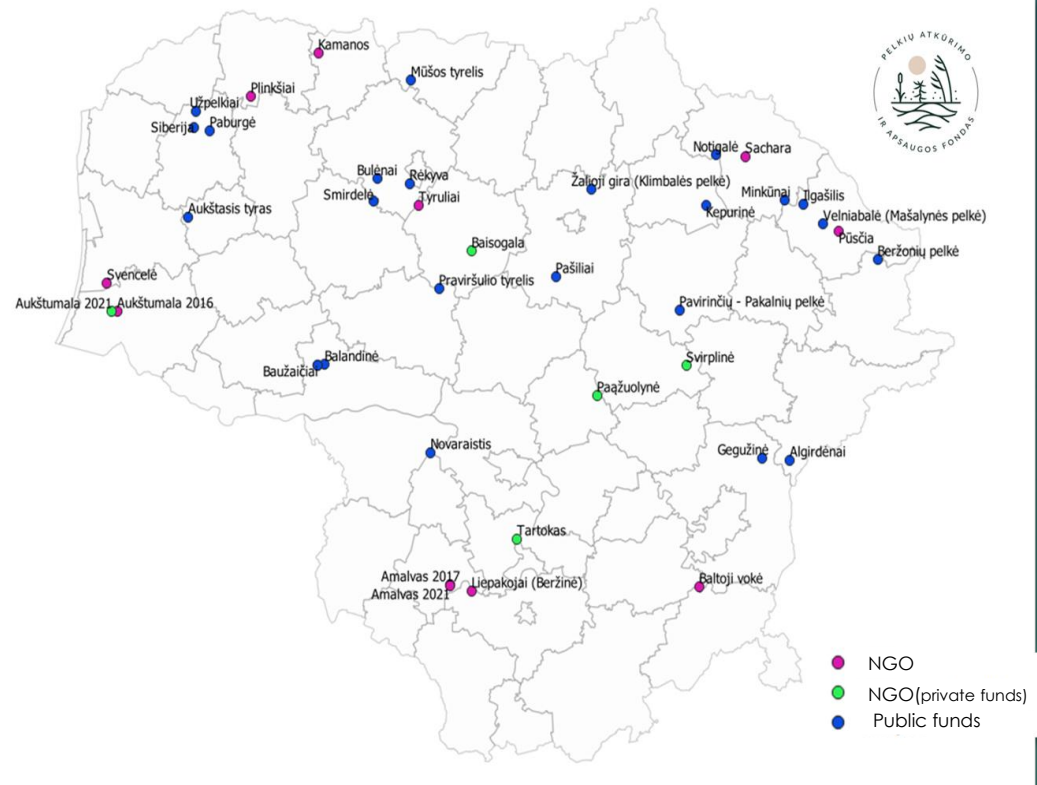 Kamanos
PELKIŲ ATKŪRIMO
IR APSAUGOS FONDAS
Mūšos tyrelis
Plinkšiai
Užpelkiai
Siberija
Paburgė
Notigalė
Sachara
Bulėnai
Rėkyva
Žalioji gira (Klimbalės pelkė)
Smirdelė
Tyruliai
Minkūnai
Ilgašilis
Aukštasis tyras
Kepurinė
Velniabalė (Mašalynės pelkė)
Pūsčia
Baisogala
Beržonių pelkė
Svencelė
Praviršulio tyrelis
Pašiliai
Aukštumala 2021
Aukštumala 2016
Pavirinčių - Pakalnių pelkė
Balandinė
Baužaičiai
Svirplinė
Paąžuolynė
Novaraistis
Gegužinė
Algirdėnai
Tartokas
Amalvas 2017
Amalvas 2021
Liepakojai (Beržinė)
Baltoji vokė
NGO
NGO(private funds)
Public funds